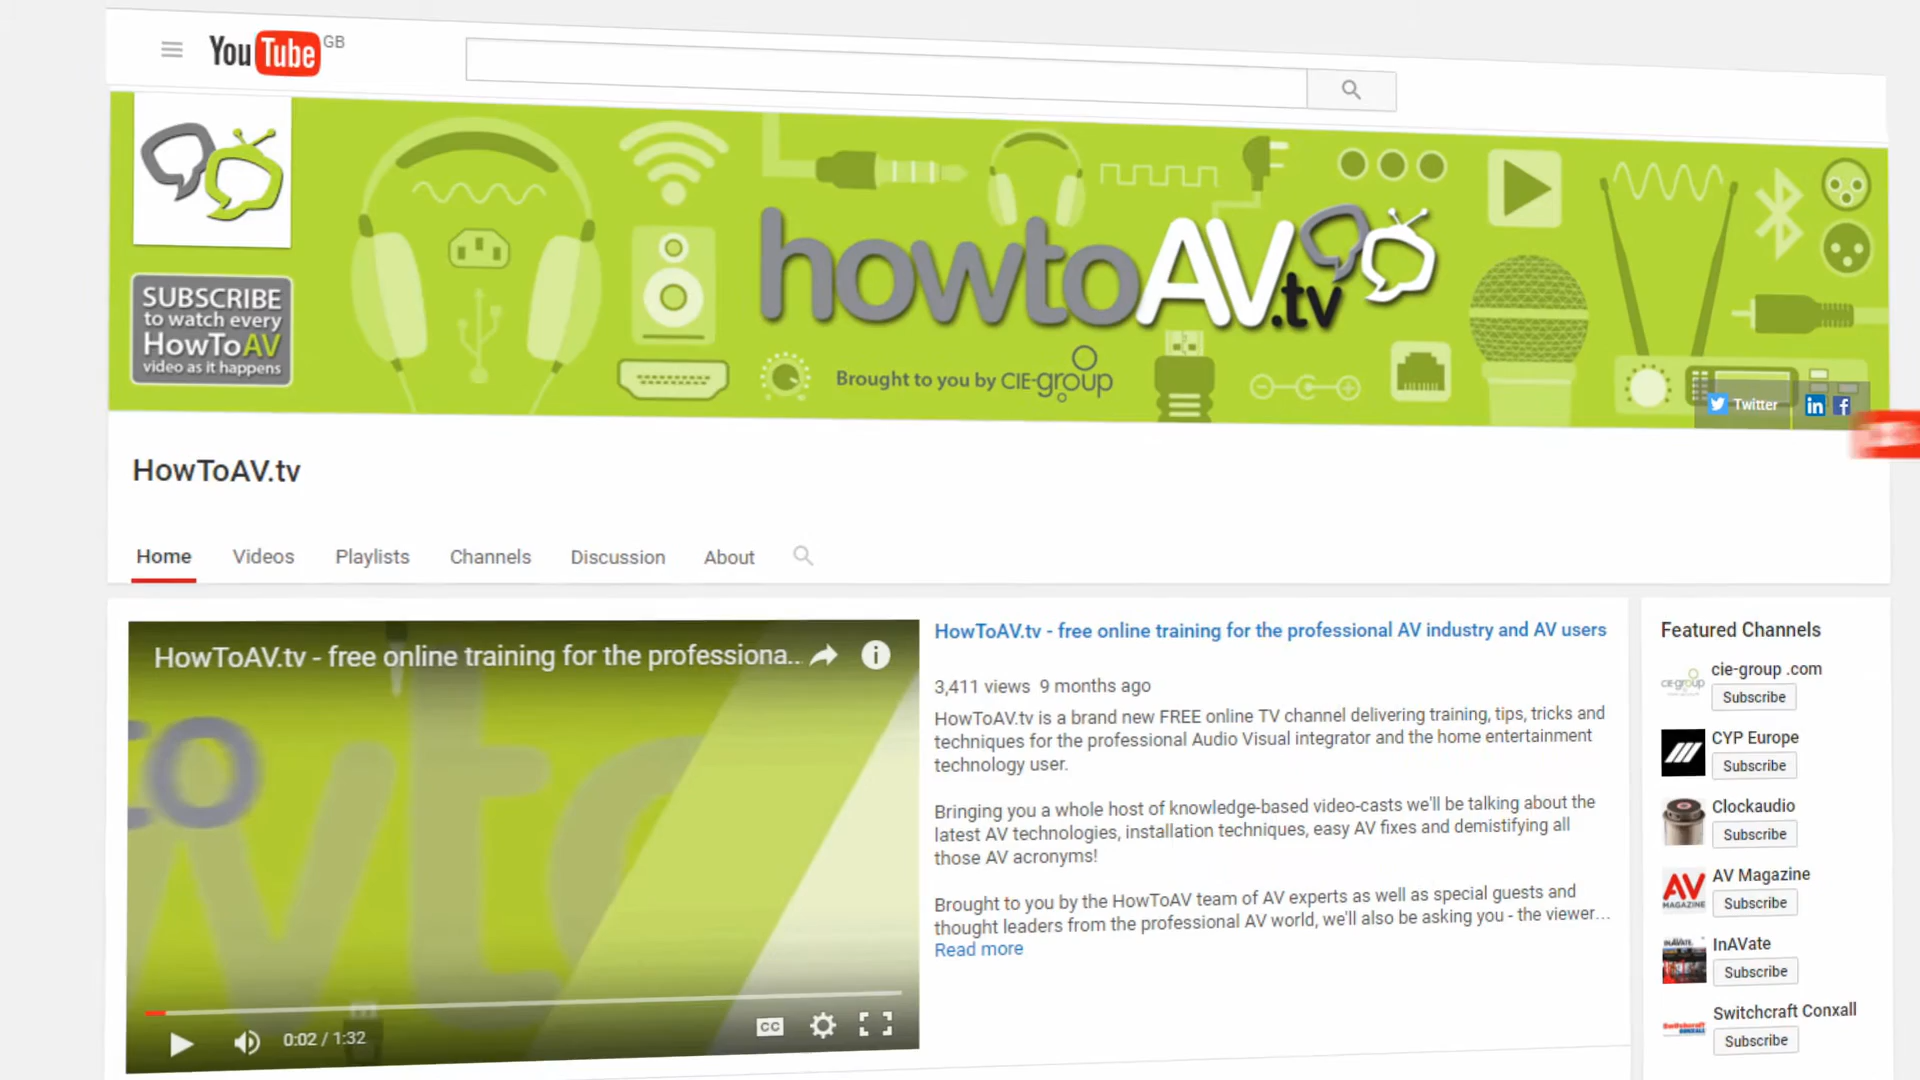 YouTube GB
howtoAV.tv
SUBSCRIBE
to watch every
HowToAV
video as it happens
Brought to you by CIE-group
Twitter
in f
HowToAV.tv
Home Videos Playlists Channels Discussion About
HowToAV.tv - free online training for the professiona...
CC
0:02 / 1:32
HowToAV.tv - free online training for the professional AV industry and AV users
3,411 views 9 months ago
HowToAV.tv is a brand new FREE online TV channel delivering training, tips, tricks and
techniques for the professional Audio Visual integrator and the home entertainment
technology user.
Bringing you a whole host of knowledge-based video-casts we'll be talking about the
latest AV technologies, installation techniques, easy AV fixes and demistifying all
those AV acronyms!
Brought to you by the HowToAV team of AV experts as well as special guests and
thought leaders from the professional AV world, we'll also be asking you - the viewer...
Read more
Featured Channels
CIE-group
cie-group .com
Subscribe
CYP Europe
Subscribe
Clockaudio
Subscribe
AV MAGAZINE
AV Magazine
Subscribe
INAVATE
InAVate
Subscribe
Switchcraft
CONXALL
Switchcraft Conxall
Subscribe